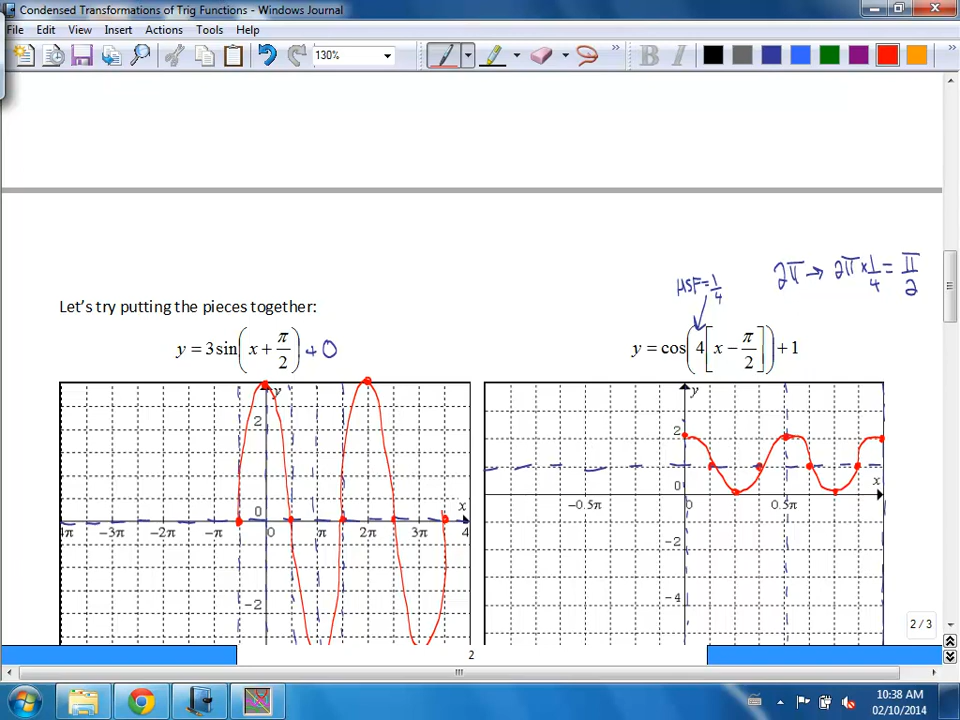 Condensed Transformations of Trig Functions - Windows Journal
File Edit View Insert Actions Tools Help
130%
B I
2π → 2π × 1/4 = π/2
HSF = 1/4
Let's try putting the pieces together:
y = 3sin(x + π/2) + 0
y = cos(4[x − π/2]) + 1
y
2
0
x
π −3π −2π −π 0 π 2π 3π 4
−2
y
2
0
x
−0.5π 0 0.5π
−2
−4
2 / 3
2
10:38 AM
02/10/2014